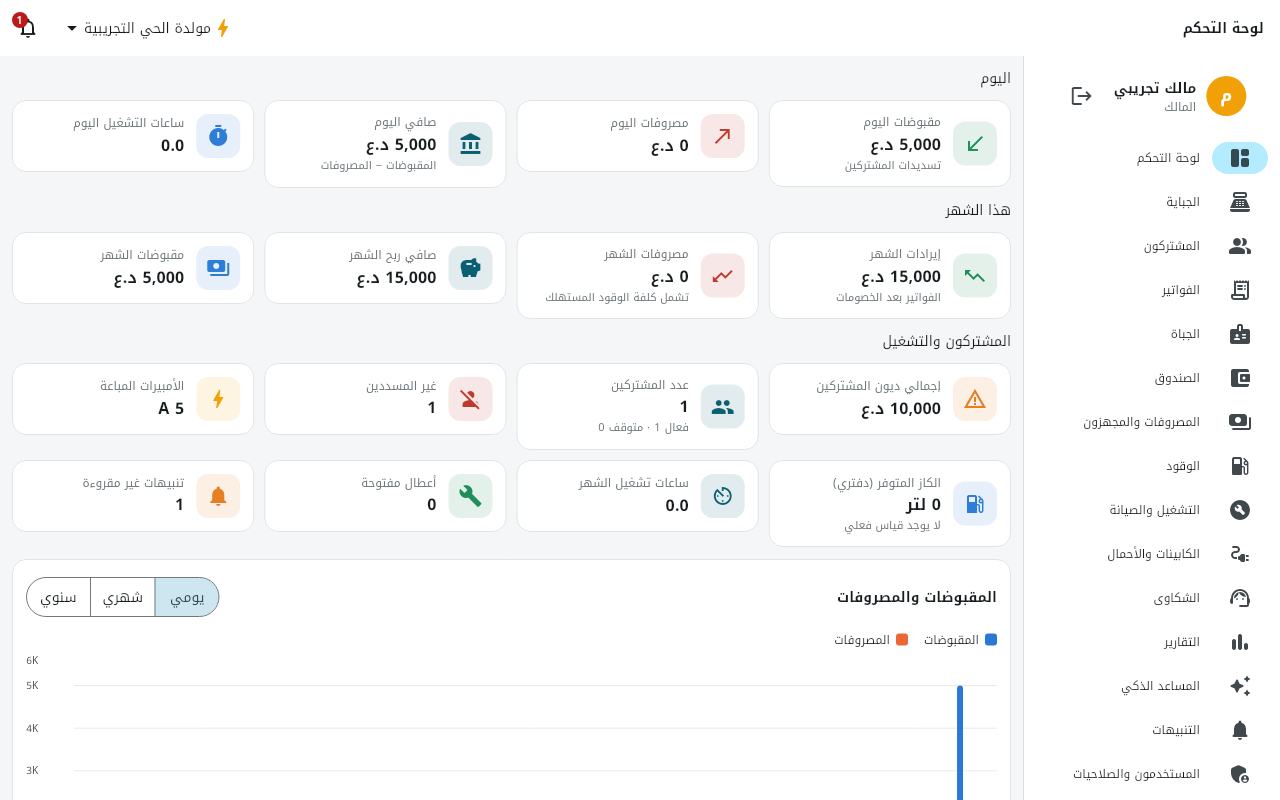 لوحة التحكم
مولدة الحي التجريبية
1
م
مالك تجريبي
المالك
لوحة التحكم
الجباية
المشتركون
الفواتير
الجباة
الصندوق
المصروفات والمجهزون
الوقود
التشغيل والصيانة
الكابينات والأحمال
الشكاوى
التقارير
المساعد الذكي
التنبيهات
المستخدمون والصلاحيات
اليوم
مقبوضات اليوم
5,000 د.ع
تسديدات المشتركين
مصروفات اليوم
0 د.ع
صافي اليوم
5,000 د.ع
المقبوضات − المصروفات
ساعات التشغيل اليوم
0.0
هذا الشهر
إيرادات الشهر
15,000 د.ع
الفواتير بعد الخصومات
مصروفات الشهر
0 د.ع
تشمل كلفة الوقود المستهلك
صافي ربح الشهر
15,000 د.ع
مقبوضات الشهر
5,000 د.ع
المشتركون والتشغيل
إجمالي ديون المشتركين
10,000 د.ع
عدد المشتركين
1
فعال 1 · متوقف 0
غير المسددين
1
الأمبيرات المباعة
5 A
الكاز المتوفر (دفتري)
0 لتر
لا يوجد قياس فعلي
ساعات تشغيل الشهر
0.0
أعطال مفتوحة
0
تنبيهات غير مقروءة
1
المقبوضات والمصروفات
يومي
شهري
سنوي
المقبوضات
المصروفات
6K
5K
4K
3K